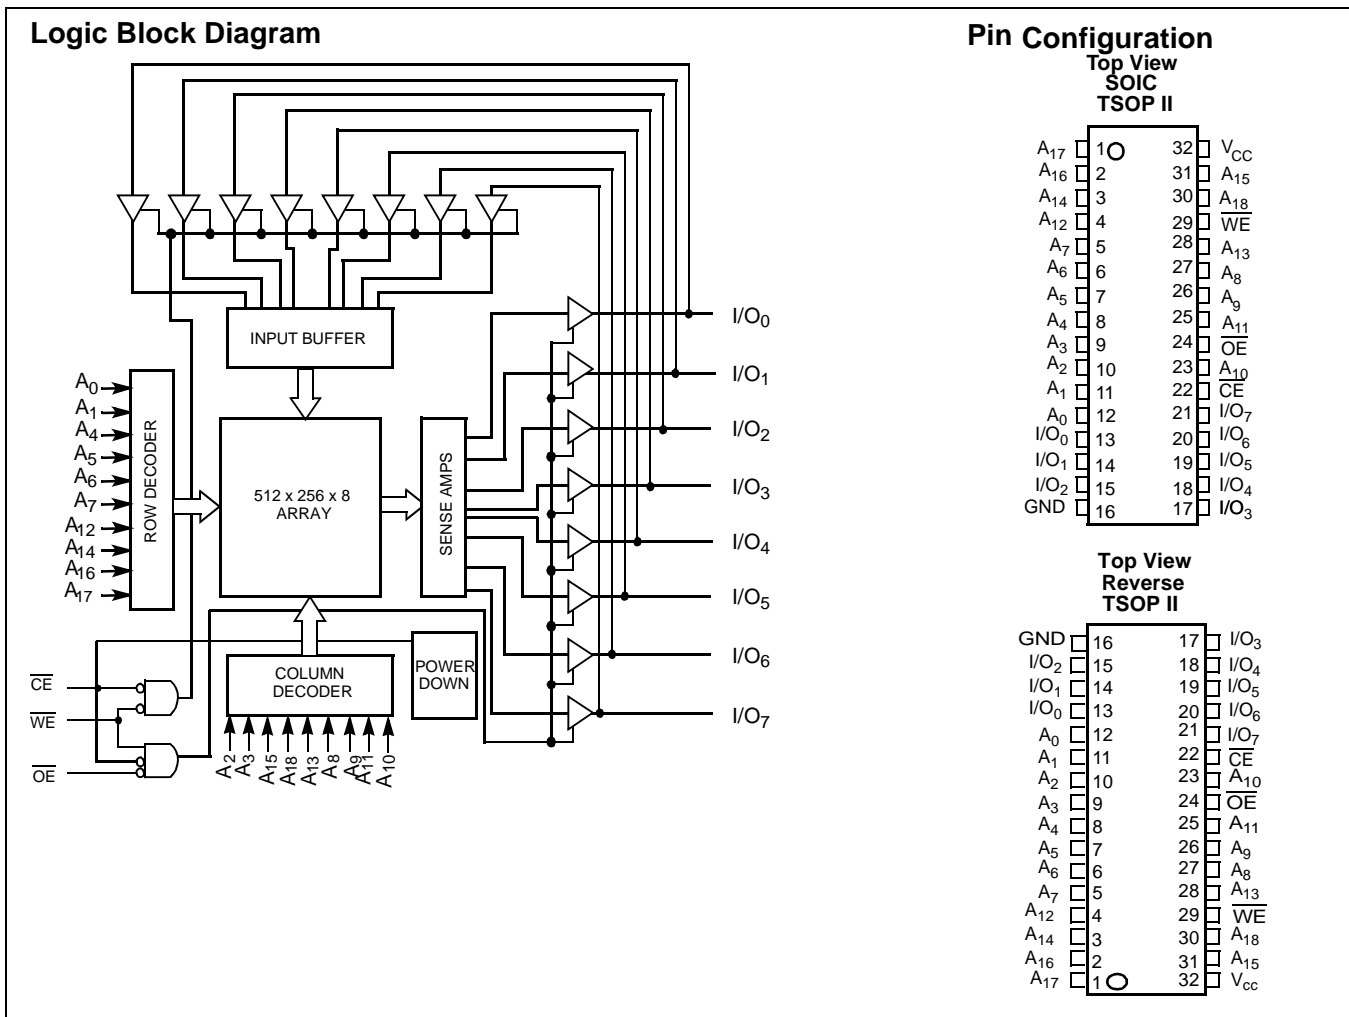 Logic Block Diagram
INPUT BUFFER
A0
A1
A4
A5
A6
A7
A12
A14
A16
A17
ROW DECODER
512 x 256 x 8
ARRAY
SENSE AMPS
I/O0
I/O1
I/O2
I/O3
I/O4
I/O5
I/O6
I/O7
COLUMN
DECODER
POWER
DOWN
C̅E̅
W̅E̅
O̅E̅
A2
A3
A15
A18
A13
A8
A9
A11
A10
Pin Configuration
Top View
SOIC
TSOP II
A17 1 32 VCC
A16 2 31 A15
A14 3 30 A18
A12 4 29 W̅E̅
A7 5 28 A13
A6 6 27 A8
A5 7 26 A9
A4 8 25 A11
A3 9 24 O̅E̅
A2 10 23 A10
A1 11 22 C̅E̅
A0 12 21 I/O7
I/O0 13 20 I/O6
I/O1 14 19 I/O5
I/O2 15 18 I/O4
GND 16 17 I/O3
Top View
Reverse
TSOP II
GND 16 17 I/O3
I/O2 15 18 I/O4
I/O1 14 19 I/O5
I/O0 13 20 I/O6
A0 12 21 I/O7
A1 11 22 C̅E̅
A2 10 23 A10
A3 9 24 O̅E̅
A4 8 25 A11
A5 7 26 A9
A6 6 27 A8
A7 5 28 A13
A12 4 29 W̅E̅
A14 3 30 A18
A16 2 31 A15
A17 1 32 Vcc